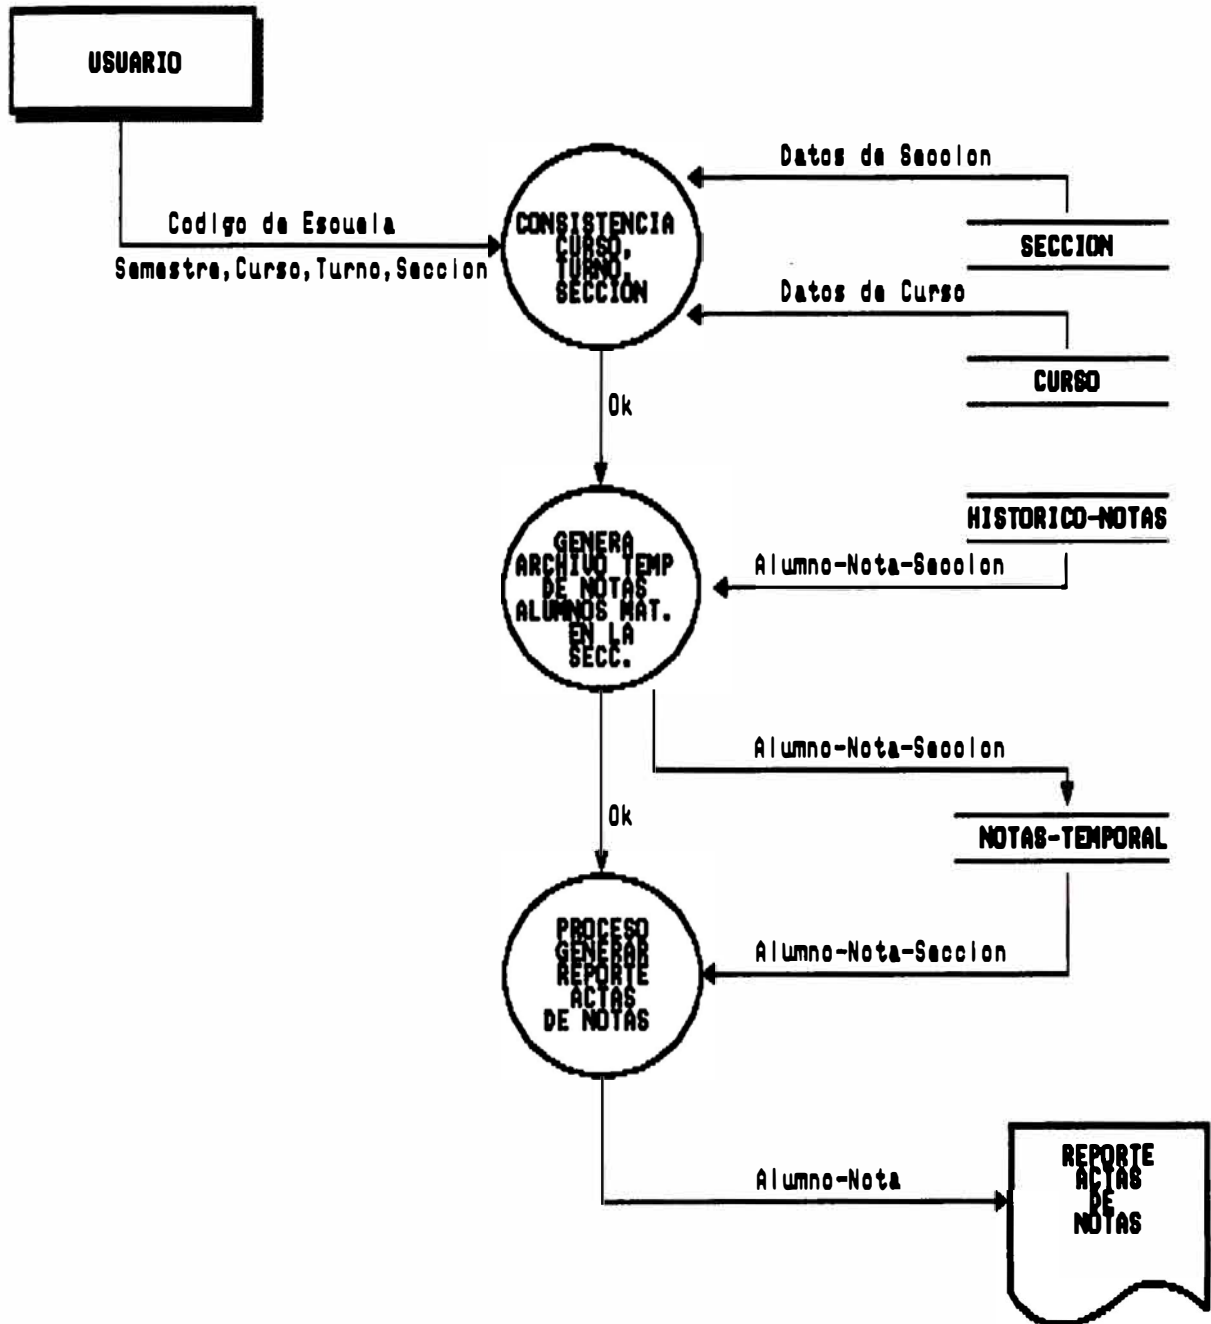 USUARIO
Datos de Seccion
CONSISTENCIA
CURSO,
TURNO,
SECCION
Codigo de Escuela
Semestre,Curso,Turno,Seccion
SECCION
Datos de Curso
CURSO
Ok
HISTORICO-NOTAS
GENERA
ARCHIVO TEMP
DE NOTAS
ALUMNOS MAT.
EN LA
SECC.
Alumno-Nota-Seccion
Alumno-Nota-Seccion
Ok
NOTAS-TEMPORAL
PROCESO
GENERAR
REPORTE
ACTAS
DE NOTAS
Alumno-Nota-Seccion
Alumno-Nota
REPORTE
ACTAS
DE
NOTAS